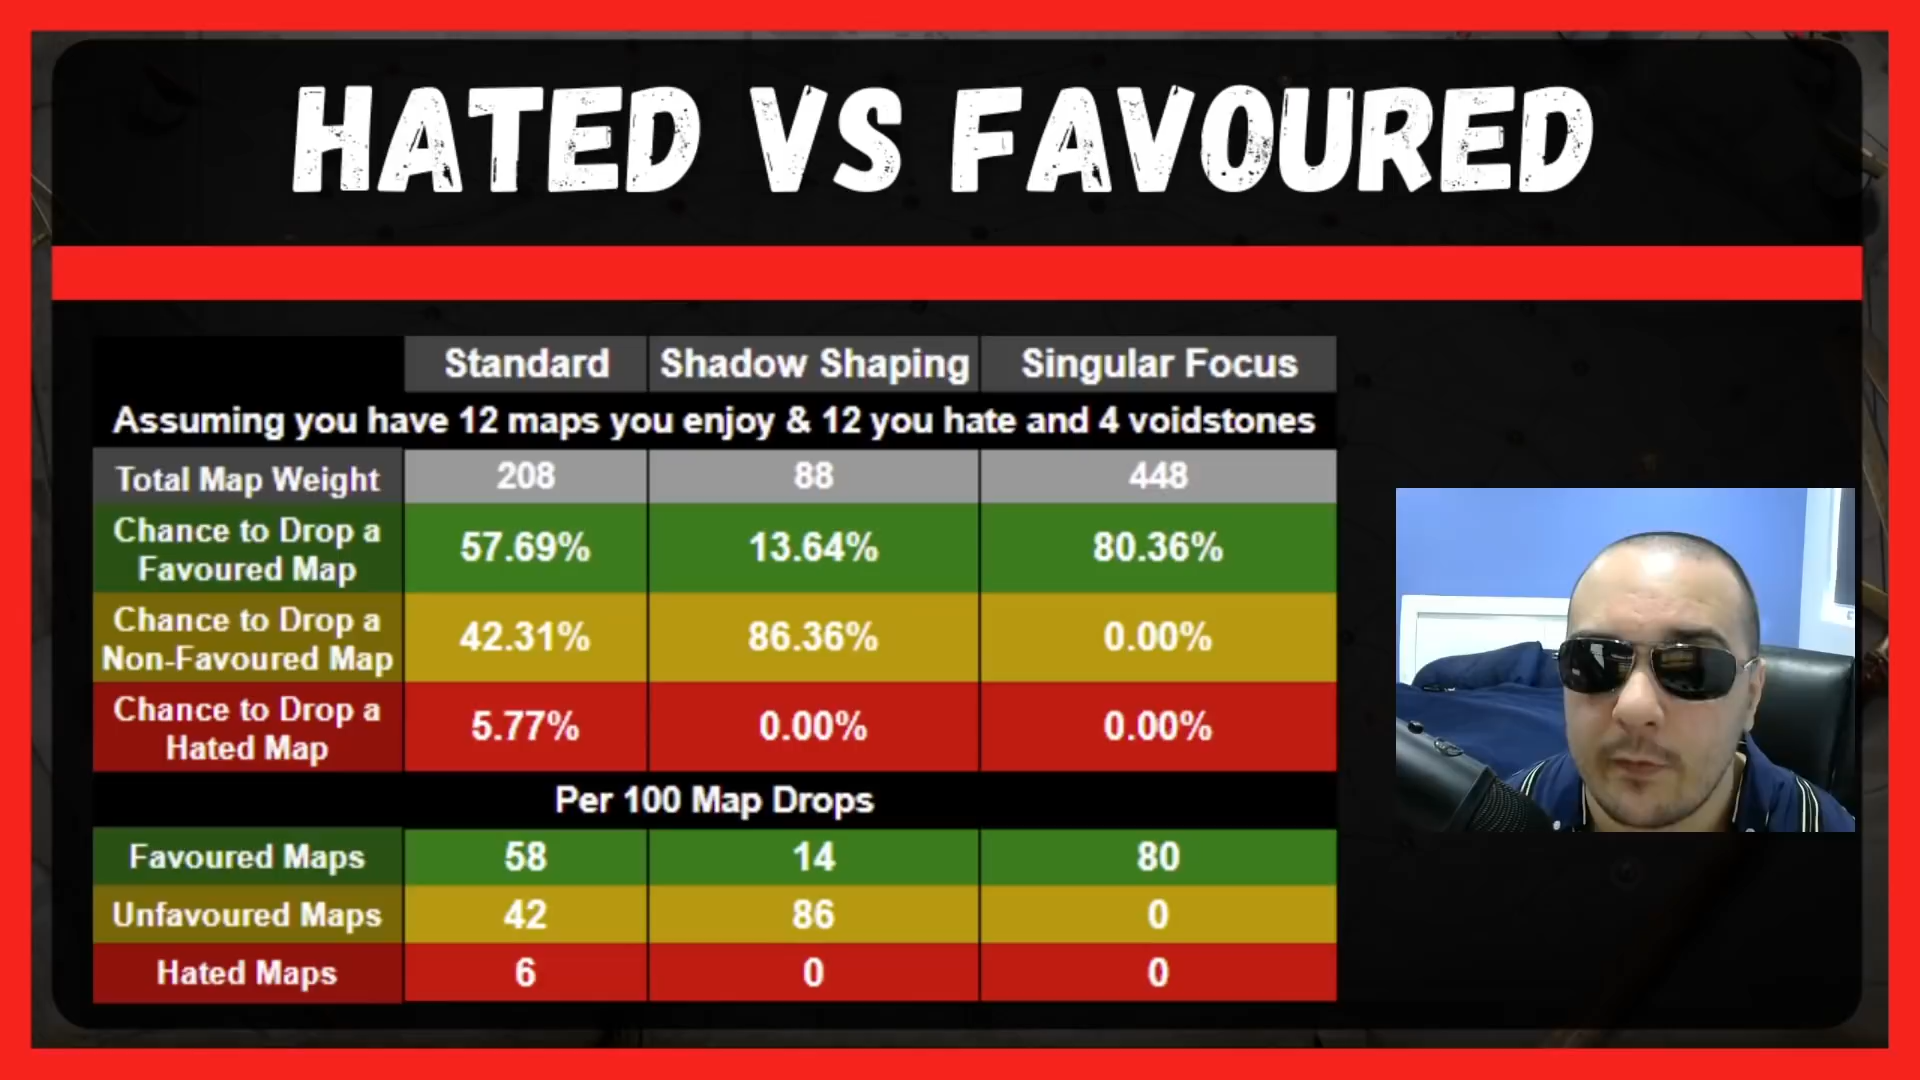 HATED VS FAVOURED
Standard Shadow Shaping Singular Focus
Assuming you have 12 maps you enjoy & 12 you hate and 4 voidstones
Total Map Weight 208 88 448
Chance to Drop a
Favoured Map 57.69% 13.64% 80.36%
Chance to Drop a
Non-Favoured Map 42.31% 86.36% 0.00%
Chance to Drop a
Hated Map 5.77% 0.00% 0.00%
Per 100 Map Drops
Favoured Maps 58 14 80
Unfavoured Maps 42 86 0
Hated Maps 6 0 0